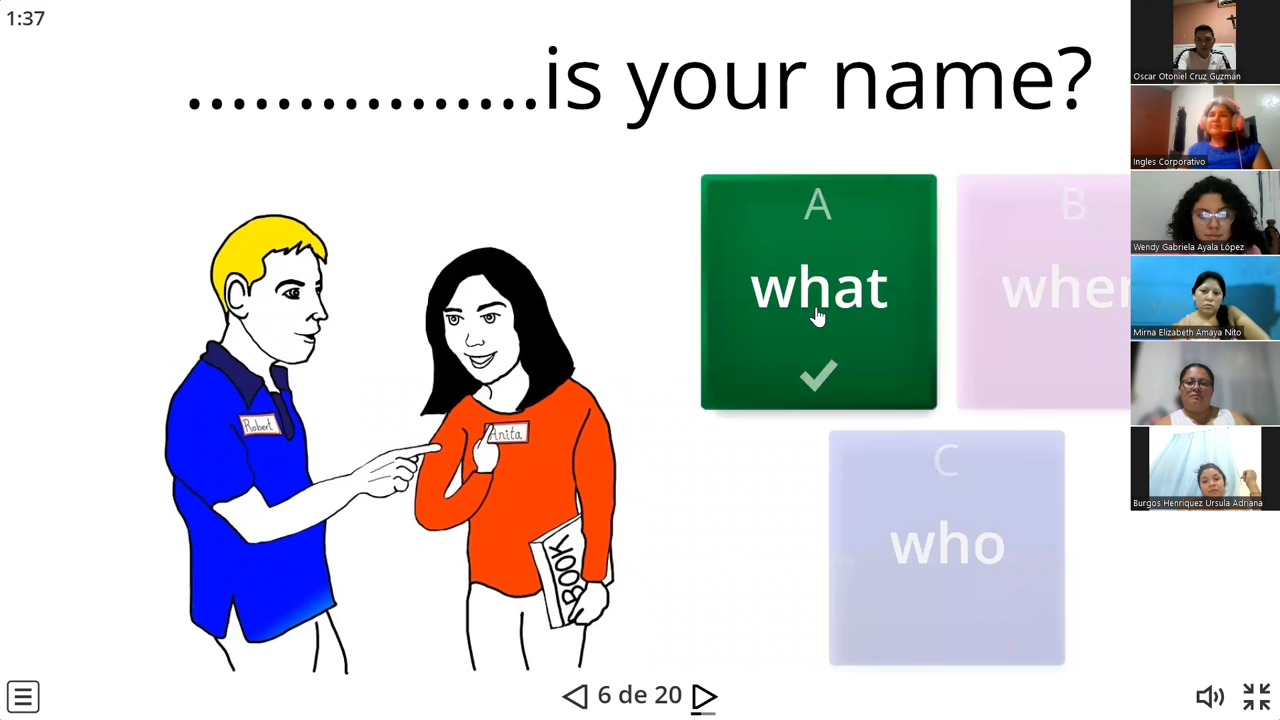 1:37
...............is your name?
A
what
B
C
who
Robert
Anita
BOOK
6 de 20
Oscar Otoniel Cruz Guzmán
Ingles Corporativo
Wendy Gabriela Ayala López
Mirna Elizabeth Amaya Nito
Burgos Henriquez Ursula Adriana